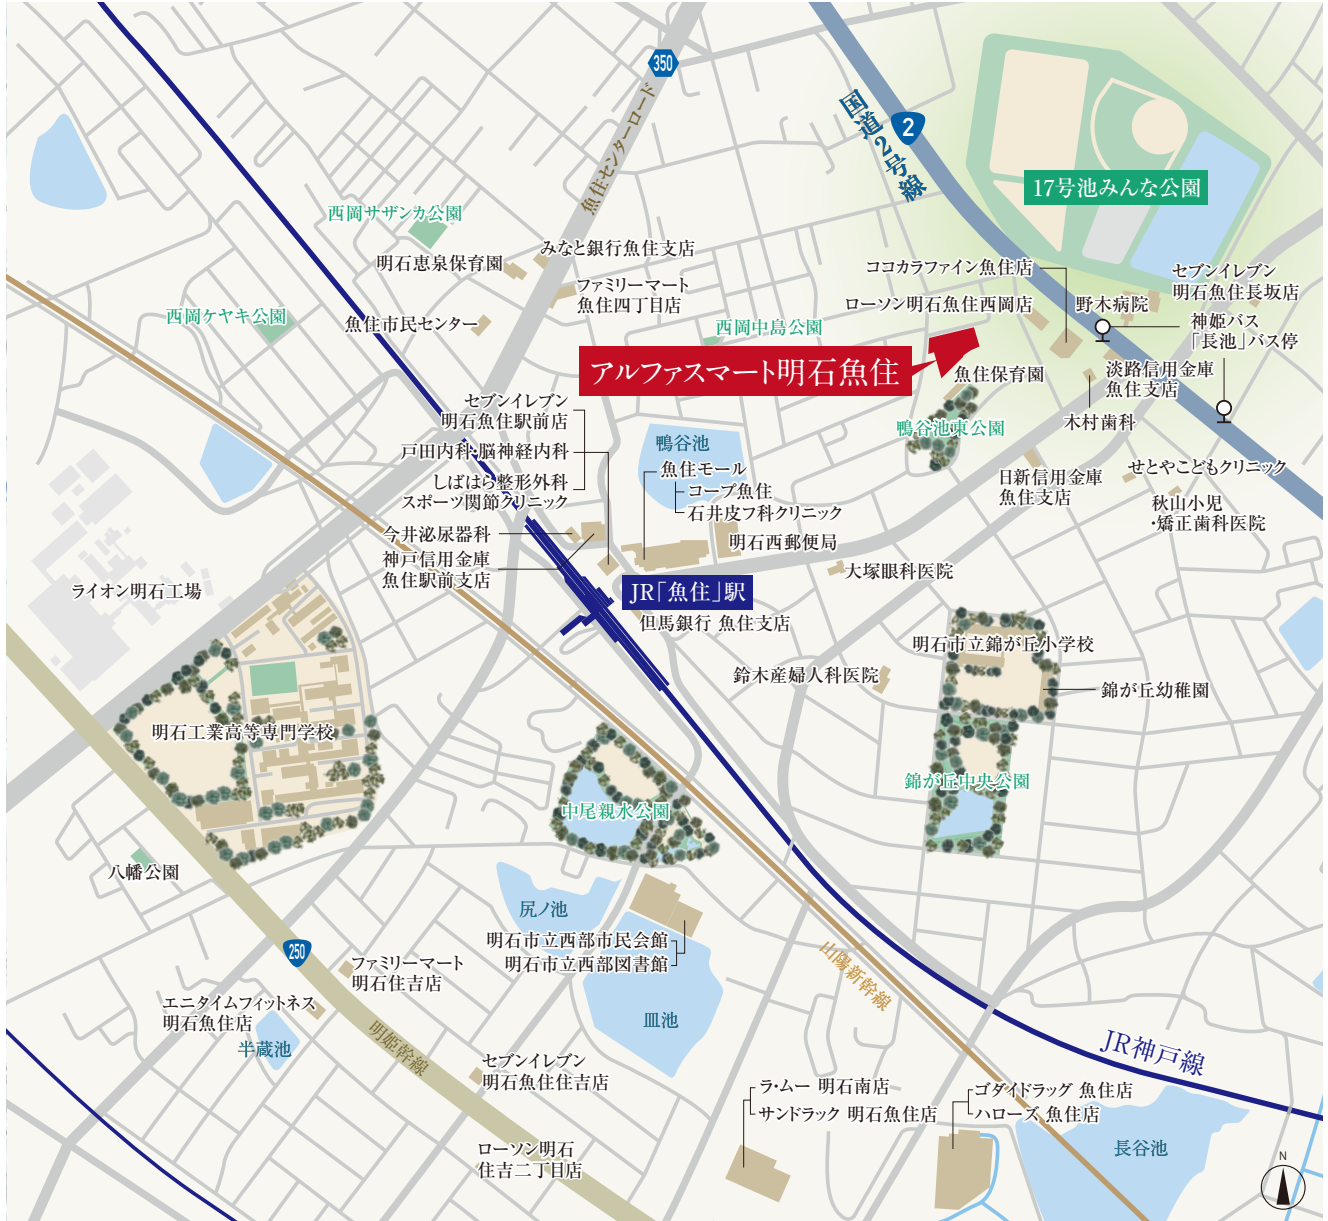 350
魚住センターロード
国道2号線
2
17号池みんな公園
西岡サザンカ公園
明石恵泉保育園
みなと銀行魚住支店
ファミリーマート
魚住四丁目店
西岡ケヤキ公園
魚住市民センター
西岡中島公園
ココカラファイン魚住店
ローソン明石魚住西岡店
野木病院
セブンイレブン
明石魚住長坂店
神姫バス
「長池」バス停
アルファスマート明石魚住
魚住保育園
淡路信用金庫
魚住支店
木村歯科
鴨谷池東公園
セブンイレブン
明石魚住駅前店
戸田内科・脳神経内科
しばはら整形外科
スポーツ関節クリニック
今井泌尿器科
神戸信用金庫
魚住駅前支店
鴨谷池
魚住モール
コープ魚住
石井皮フ科クリニック
明石西郵便局
日新信用金庫
魚住支店
せとやこどもクリニック
秋山小児
・矯正歯科医院
大塚眼科医院
JR「魚住」駅
但馬銀行 魚住支店
ライオン明石工場
明石市立錦が丘小学校
鈴木産婦人科医院
錦が丘幼稚園
明石工業高等専門学校
錦が丘中央公園
中尾親水公園
八幡公園
尻ノ池
明石市立西部市民会館
明石市立西部図書館
250
ファミリーマート
明石住吉店
山陽新幹線
エニタイムフィットネス
明石魚住店
半蔵池
明姫幹線
皿池
JR神戸線
セブンイレブン
明石魚住住吉店
ラ・ムー 明石南店
サンドラック 明石魚住店
ゴダイドラッグ 魚住店
ハローズ 魚住店
ローソン明石
住吉二丁目店
長谷池
N